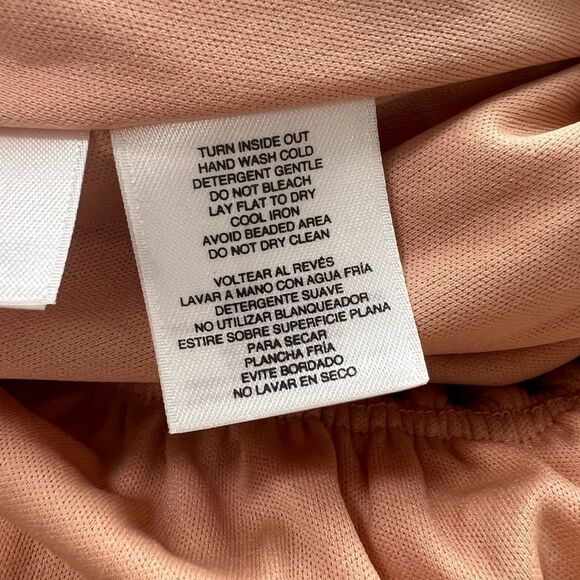 TURN INSIDE OUT
HAND WASH COLD
DETERGENT GENTLE
DO NOT BLEACH
LAY FLAT TO DRY
COOL IRON
AVOID BEADED AREA
DO NOT DRY CLEAN
VOLTEAR AL REVÉS
LAVAR A MANO CON AGUA FRÍA
DETERGENTE SUAVE
NO UTILIZAR BLANQUEADOR
ESTIRE SOBRE SUPERFICIE PLANA
PARA SECAR
PLANCHA FRÍA
EVITE BORDADO
NO LAVAR EN SECO